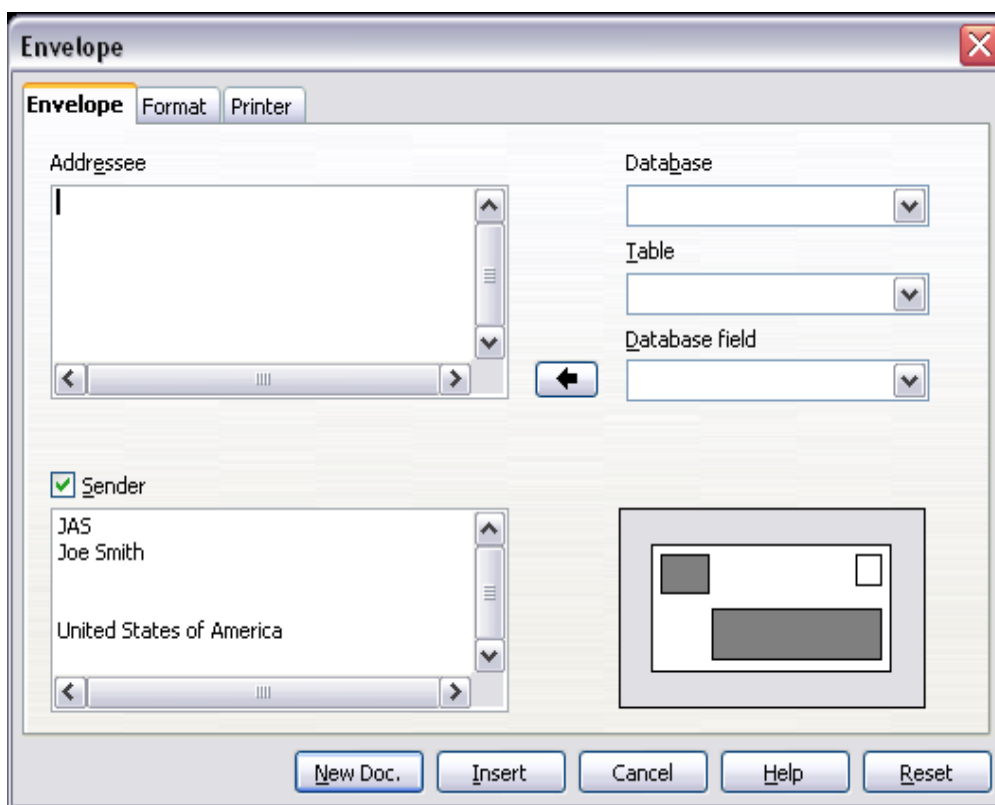 Envelope
Envelope Format Printer
Addressee
Database
Table
Database field
Sender
JAS
Joe Smith
United States of America
New Doc. Insert Cancel Help Reset